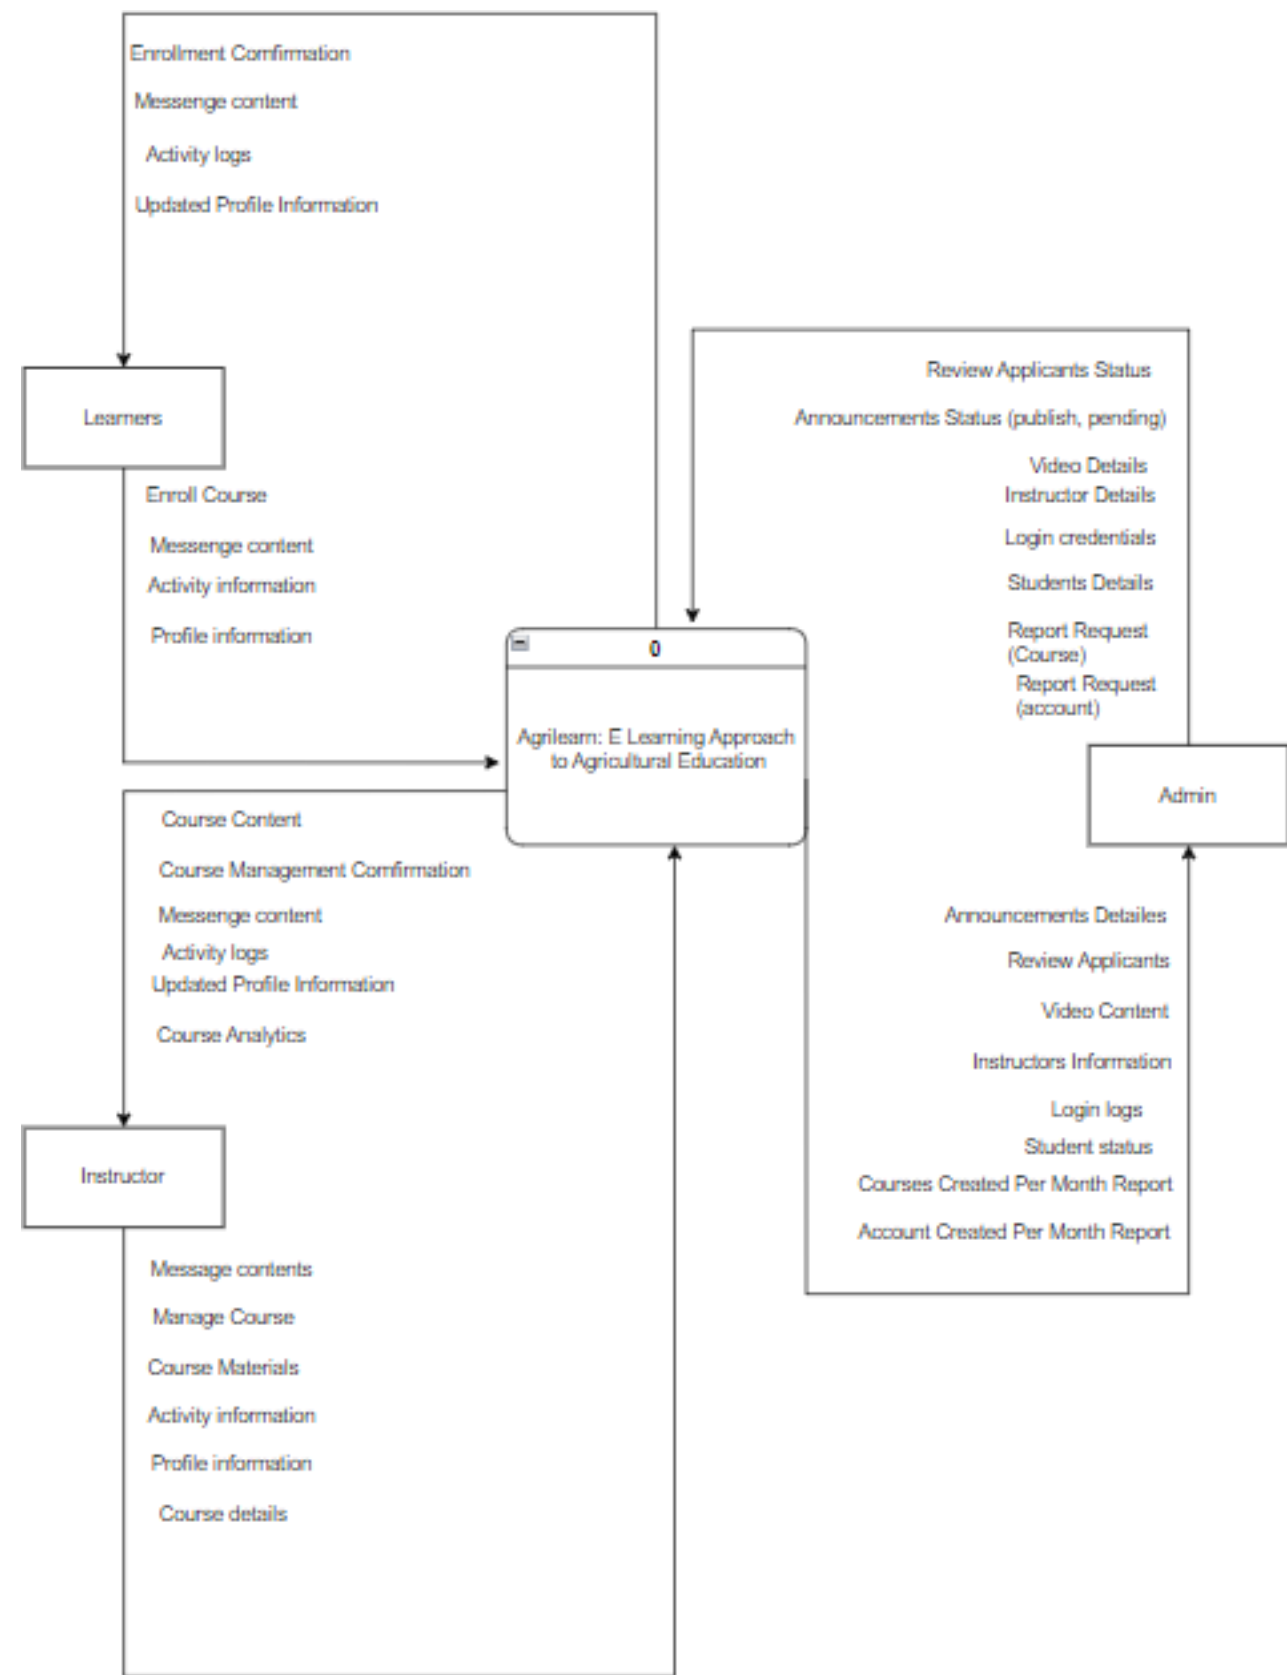 Enrollment Comfirmation
Messenge content
Activity logs
Updated Profile Information
Learners
Enroll Course
Messenge content
Activity information
Profile information
Review Applicants Status
Announcements Status (publish, pending)
Video Details
Instructor Details
Login credentials
Students Details
Report Request
(Course)
Report Request
(account)
0
Agrilearn: E Learning Approach
to Agricultural Education
Admin
Course Content
Course Management Comfirmation
Messenge content
Activity logs
Updated Profile Information
Course Analytics
Announcements Detailes
Review Applicants
Video Content
Instructors Information
Login logs
Student status
Courses Created Per Month Report
Account Created Per Month Report
Instructor
Message contents
Manage Course
Course Materials
Activity information
Profile information
Course details